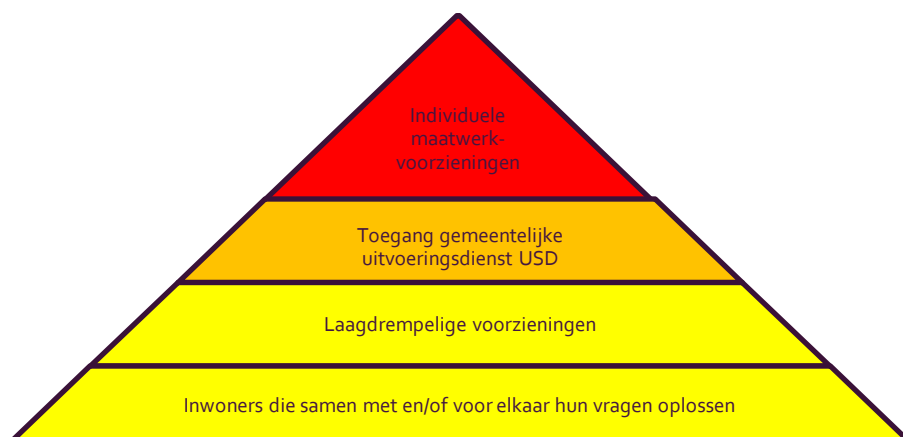 Individuele
maatwerk-
voorzieningen
Toegang gemeentelijke
uitvoeringsdienst USD
Laagdrempelige voorzieningen
Inwoners die samen met en/of voor elkaar hun vragen oplossen